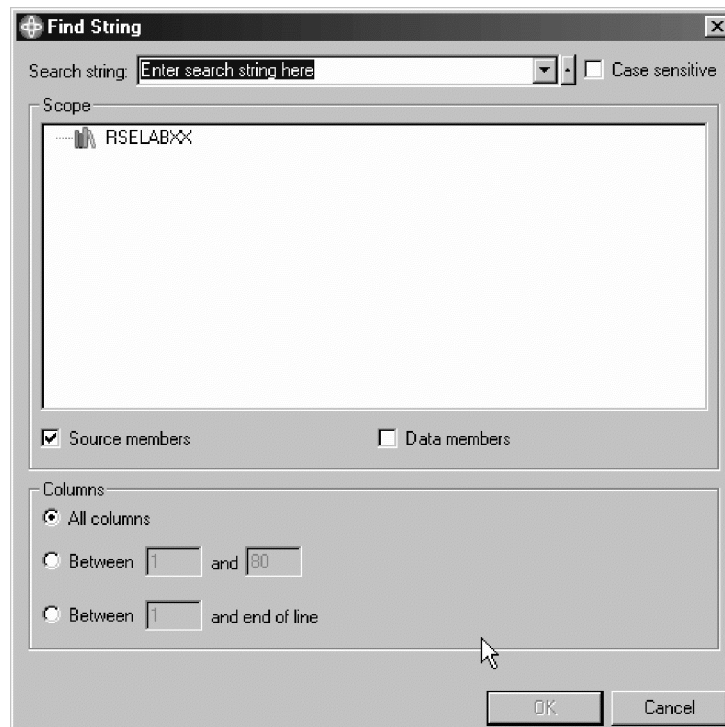 Find String
Search string: Enter search string here Case sensitive
Scope
RSELABXX
Source members Data members
Columns
All columns
Between 1 and 80
Between 1 and end of line
OK Cancel